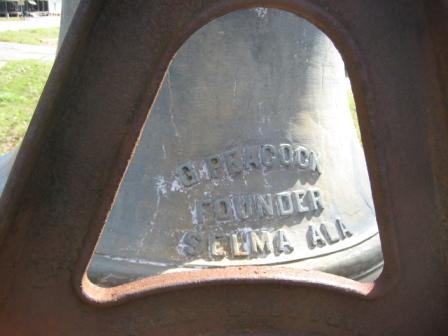 G PEACOCK
FOUNDER
SELMA ALA